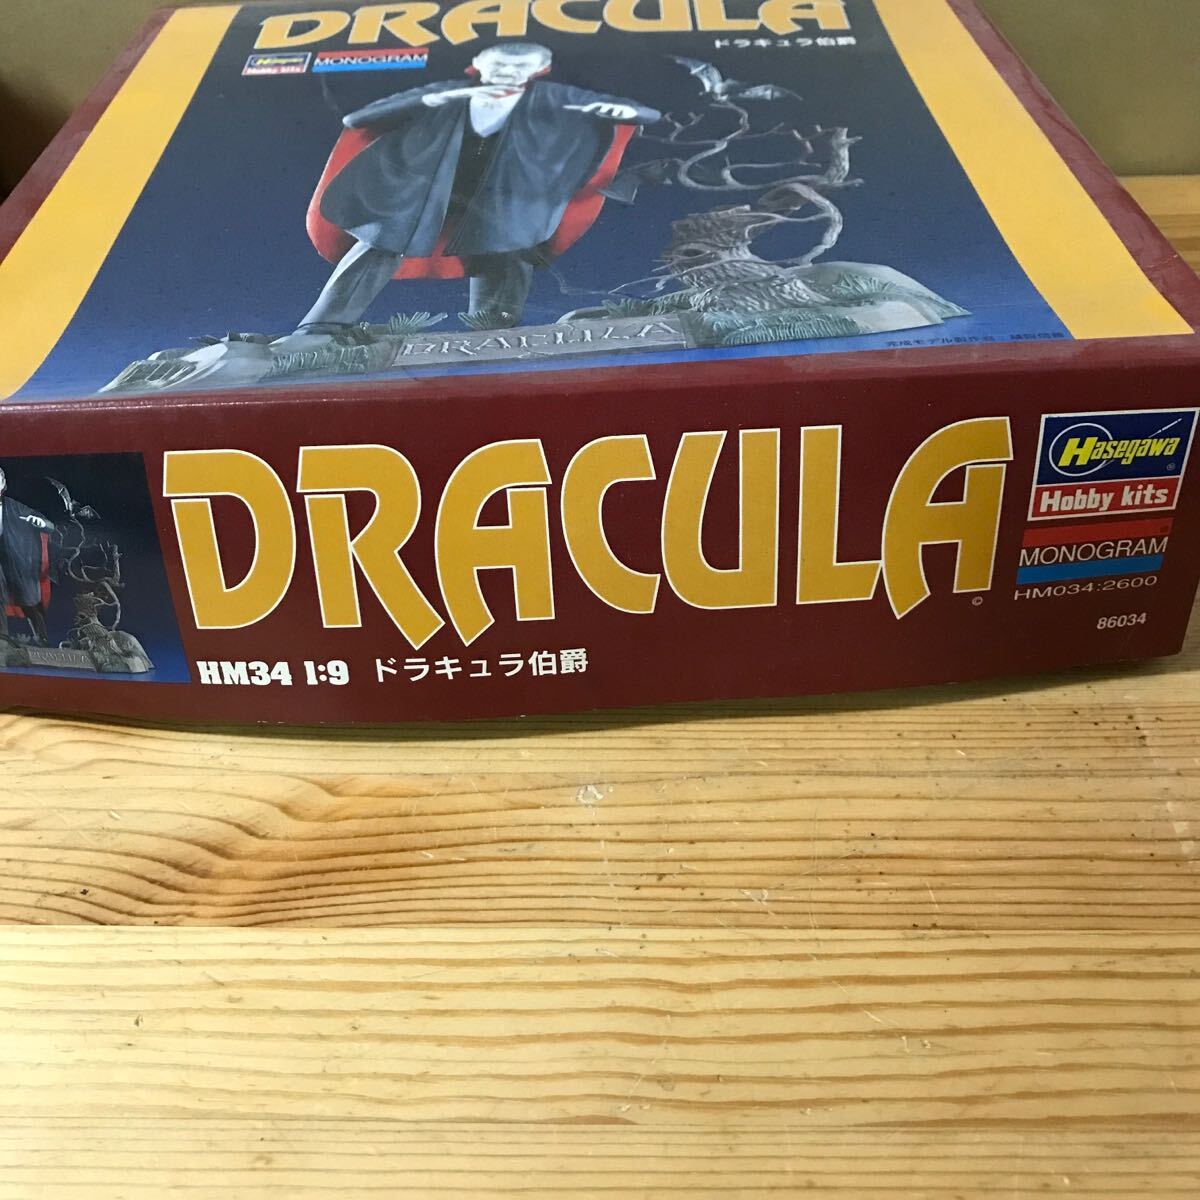 DRACULA
ドラキュラ伯爵
Hasegawa
Hobby kits
MONOGRAM
DRACULA
DRACULA
Hasegawa
Hobby kits
MONOGRAM
HM034:2600
86034
©
HM34 1:9 ドラキュラ伯爵
DRACULA